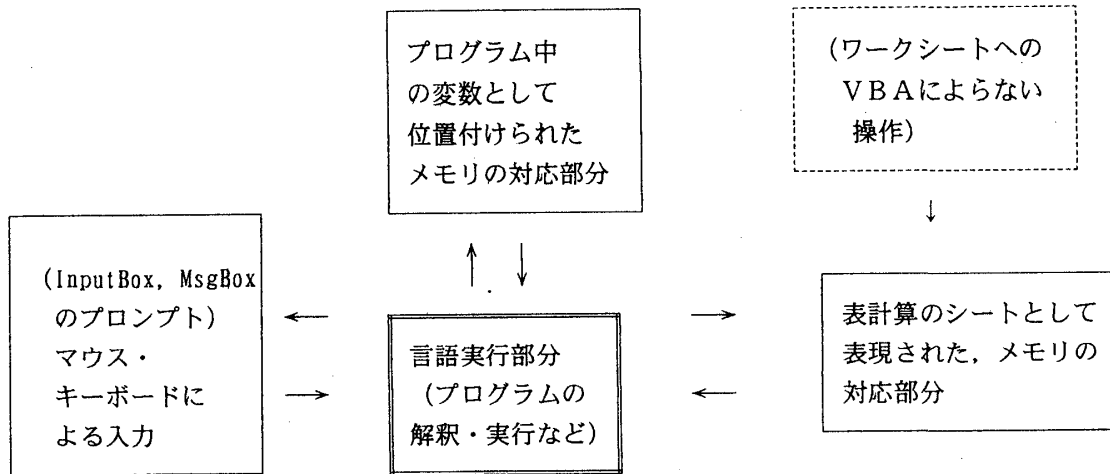 プログラム中
の変数として
位置付けられた
メモリの対応部分
(ワークシートへの
VBAによらない
操作)
↓
↑ ↓
(InputBox, MsgBox
のプロンプト)
マウス・
キーボードに
よる入力
←
→
言語実行部分
(プログラムの
解釈・実行など)
→
←
表計算のシートとして
表現された,メモリの
対応部分